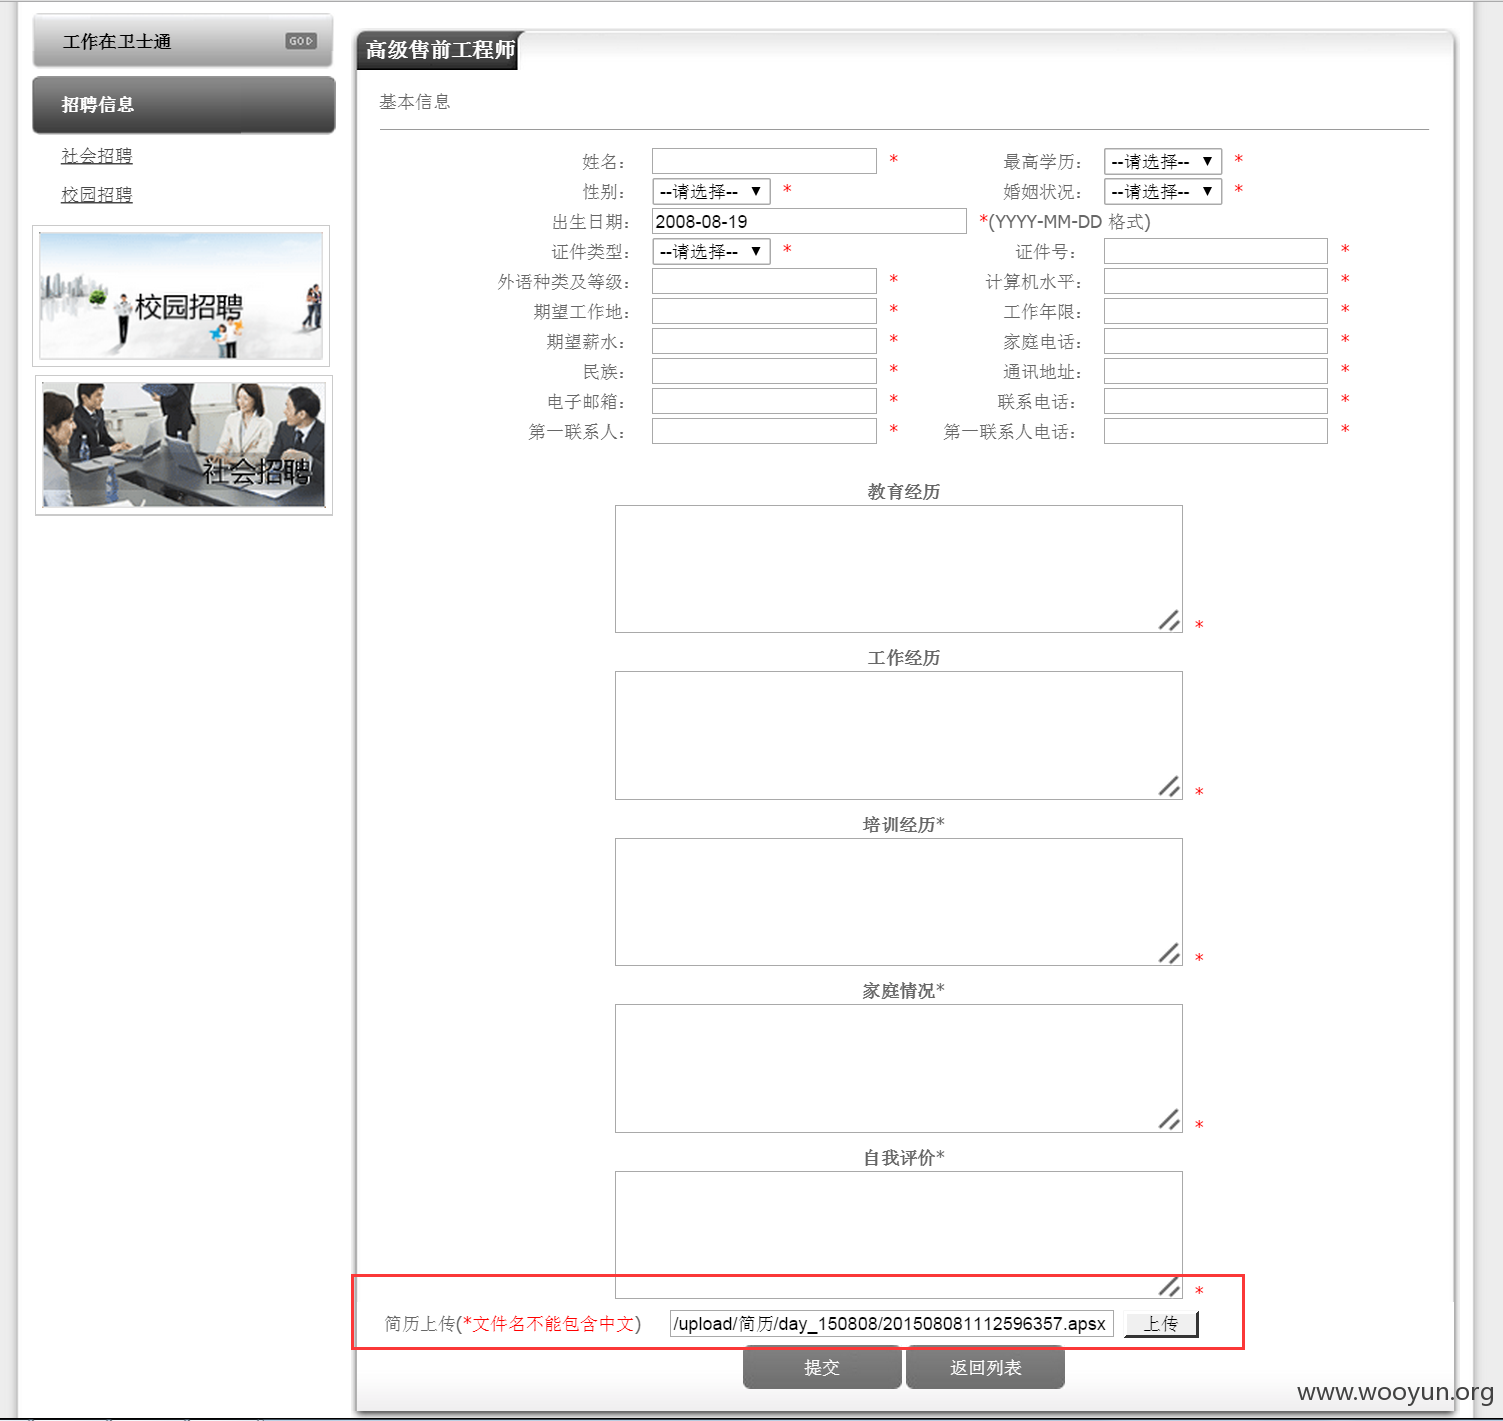 工作在卫士通
GO
招聘信息
社会招聘
校园招聘
校园招聘
社会招聘
高级售前工程师
基本信息
姓名： * 最高学历： --请选择-- ▼ *
性别： --请选择-- ▼ * 婚姻状况： --请选择-- ▼ *
出生日期： 2008-08-19 *(YYYY-MM-DD 格式)
证件类型： --请选择-- ▼ * 证件号： *
外语种类及等级： * 计算机水平： *
期望工作地： * 工作年限： *
期望薪水： * 家庭电话： *
民族： * 通讯地址： *
电子邮箱： * 联系电话： *
第一联系人： * 第一联系人电话： *
教育经历
*
工作经历
*
培训经历*
*
家庭情况*
*
自我评价*
*
简历上传(*文件名不能包含中文) /upload/简历/day_150808/201508081112596357.apsx 上传
提交 返回列表
www.wooyun.org